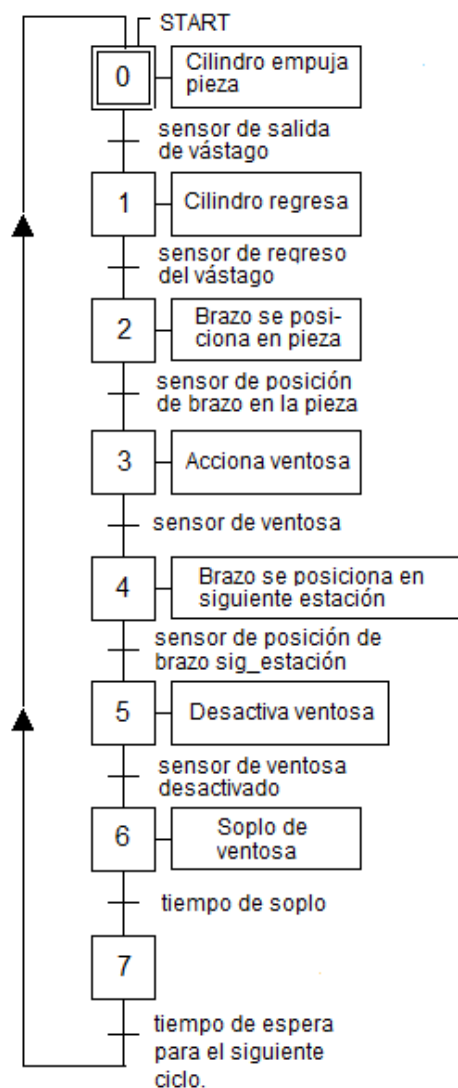 START
0
Cilindro empuja
pieza
sensor de salida
de vástago
1
Cilindro regresa
sensor de regreso
del vástago
2
Brazo se posi-
ciona en pieza
sensor de posición
de brazo en la pieza
3
Acciona ventosa
sensor de ventosa
4
Brazo se posiciona en
siguiente estación
sensor de posición de
brazo sig_estación
5
Desactiva ventosa
sensor de ventosa
desactivado
6
Soplo de
ventosa
tiempo de soplo
7
tiempo de espera
para el siguiente
ciclo.